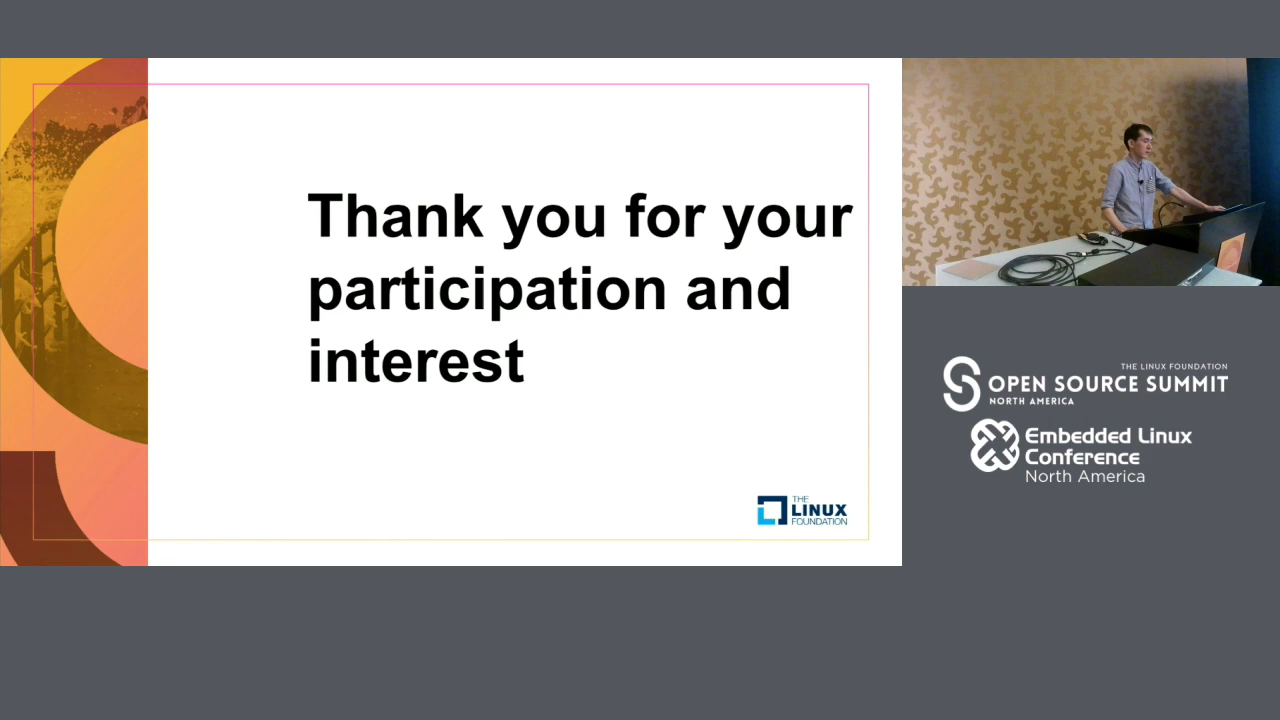 Thank you for your
participation and
interest
THE
LINUX
FOUNDATION
THE LINUX FOUNDATION
OPEN SOURCE SUMMIT
NORTH AMERICA
Embedded Linux
Conference
North America